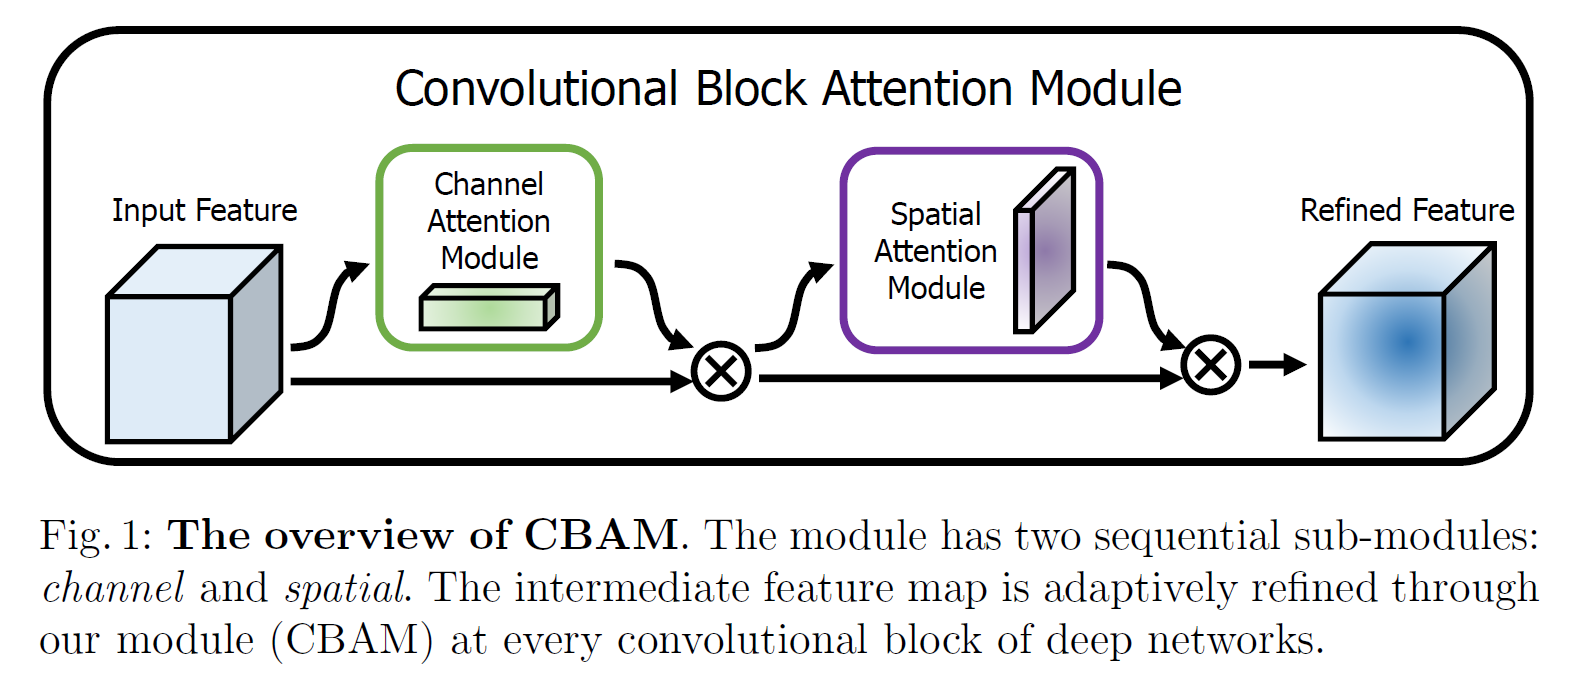 Convolutional Block Attention Module
Input Feature
Channel
Attention
Module
Spatial
Attention
Module
Refined Feature
Fig. 1: The overview of CBAM. The module has two sequential sub-modules:
channel and spatial. The intermediate feature map is adaptively refined through
our module (CBAM) at every convolutional block of deep networks.